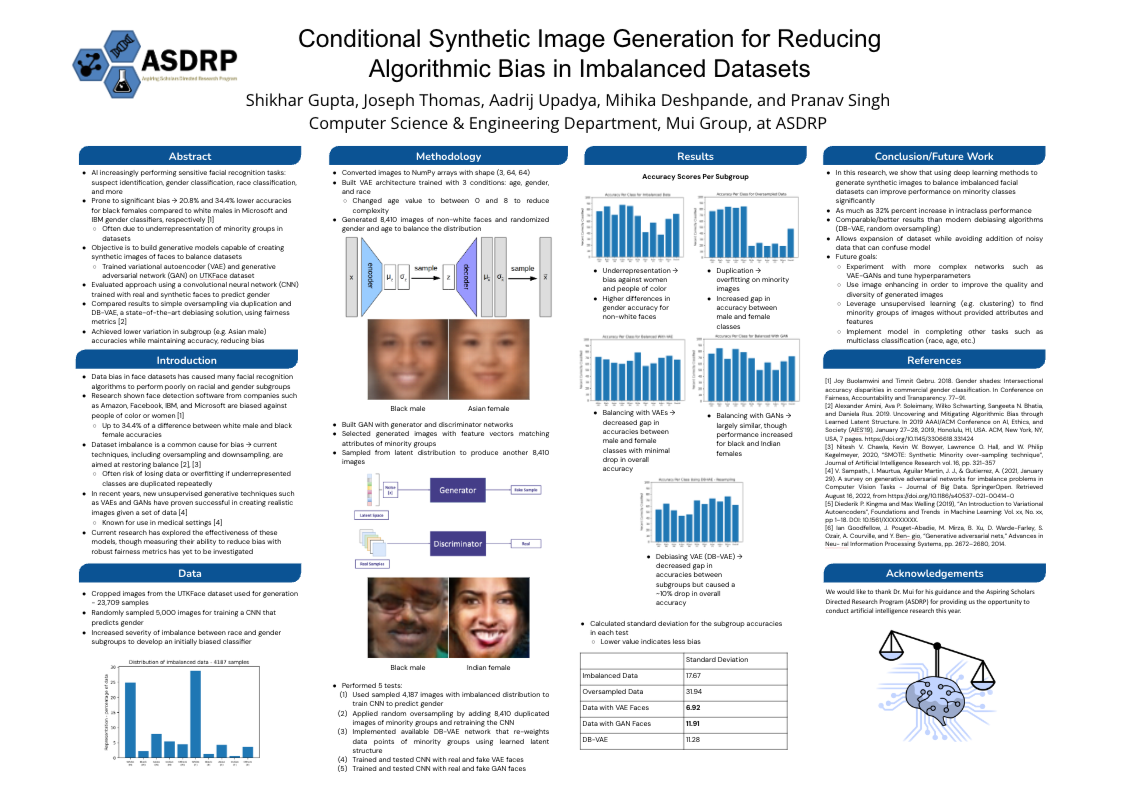 ASDRP
Aspiring Scholars Directed Research Program
Conditional Synthetic Image Generation for Reducing
Algorithmic Bias in Imbalanced Datasets
Shikhar Gupta, Joseph Thomas, Aadrij Upadya, Mihika Deshpande, and Pranav Singh
Computer Science & Engineering Department, Mui Group, at ASDRP
Abstract
● AI increasingly performing sensitive facial recognition tasks:
suspect identification, gender classification, race classification,
and more
● Prone to significant bias → 20.8% and 34.4% lower accuracies
for black females compared to white males in Microsoft and
IBM gender classifiers, respectively [1]
○ Often due to underrepresentation of minority groups in
datasets
● Objective is to build generative models capable of creating
synthetic images of faces to balance datasets
○ Trained variational autoencoder (VAE) and generative
adversarial network (GAN) on UTKFace dataset
● Evaluated approach using a convolutional neural network (CNN)
trained with real and synthetic faces to predict gender
● Compared results to simple oversampling via duplication and
DB-VAE, a state-of-the-art debiasing solution, using fairness
metrics [2]
● Achieved lower variation in subgroup (e.g. Asian male)
accuracies while maintaining accuracy, reducing bias
Introduction
● Data bias in face datasets has caused many facial recognition
algorithms to perform poorly on racial and gender subgroups
● Research shown face detection software from companies such
as Amazon, Facebook, IBM, and Microsoft are biased against
people of color or women [1]
○ Up to 34.4% of a difference between white male and black
female accuracies
● Dataset imbalance is a common cause for bias → current
techniques, including oversampling and downsampling, are
aimed at restoring balance [2], [3]
○ Often risk of losing data or overfitting if underrepresented
classes are duplicated repeatedly
● In recent years, new unsupervised generative techniques such
as VAEs and GANs have proven successful in creating realistic
images given a set of data [4]
○ Known for use in medical settings [4]
● Current research has explored the effectiveness of these
models, though measuring their ability to reduce bias with
robust fairness metrics has yet to be investigated
Data
● Cropped images from the UTKFace dataset used for generation
- 23,709 samples
● Randomly sampled 5,000 images for training a CNN that
predicts gender
● Increased severity of imbalance between race and gender
subgroups to develop an initially biased classifier
Distribution of imbalanced data - 4187 samples
Representation - percentage of data
30
25
20
15
10
5
0
Methodology
● Converted images to NumPy arrays with shape (3, 64, 64)
● Built VAE architecture trained with 3 conditions: age, gender,
and race
○ Changed age value to between 0 and 8 to reduce
complexity
● Generated 8,410 images of non-white faces and randomized
gender and age to balance the distribution
x encoder μz σz sample z decoder μx σx sample x
Black male Asian female
● Built GAN with generator and discriminator networks
● Selected generated images with feature vectors matching
attributes of minority groups
● Sampled from latent distribution to produce another 8,410
images
Noise
[z]
Generator
Fake Sample
Latent Space
Discriminator
Real
Real Samples
Black male Indian female
● Performed 5 tests:
(1) Used sampled 4,187 images with imbalanced distribution to
train CNN to predict gender
(2) Applied random oversampling by adding 8,410 duplicated
images of minority groups and retraining the CNN
(3) Implemented available DB-VAE network that re-weights
data points of minority groups using learned latent
structure
(4) Trained and tested CNN with real and fake VAE faces
(5) Trained and tested CNN with real and fake GAN faces
Results
Accuracy Scores Per Subgroup
Accuracy Per Class for Imbalanced Data
Accuracy Per Class for Oversampled Data
● Underrepresentation →
bias against women
and people of color
● Higher differences in
gender accuracy for
non-white faces
● Duplication →
overfitting on minority
images
● Increased gap in
accuracy between
male and female
classes
Accuracy Per Class for Balanced With VAE
Accuracy Per Class for Balanced With GAN
● Balancing with VAEs →
decreased gap in
accuracies between
male and female
classes with minimal
drop in overall
accuracy
● Balancing with GANs →
largely similar, though
performance increased
for black and Indian
females
● Debiasing VAE (DB-VAE) →
decreased gap in
accuracies between
subgroups but caused a
~10% drop in overall
accuracy
● Calculated standard deviation for the subgroup accuracies
in each test
○ Lower value indicates less bias
Standard Deviation
Imbalanced Data 17.67
Oversampled Data 31.94
Data with VAE Faces 6.92
Data with GAN Faces 11.91
DB-VAE 11.28
Conclusion/Future Work
● In this research, we show that using deep learning methods to
generate synthetic images to balance imbalanced facial
datasets can improve performance on minority classes
significantly
● As much as 32% percent increase in intraclass performance
● Comparable/better results than modern debiasing algorithms
(DB-VAE, random oversampling)
● Allows expansion of dataset while avoiding addition of noisy
data that can confuse model
● Future goals:
○ Experiment with more complex networks such as
VAE-GANs and tune hyperparameters
○ Use image enhancing in order to improve the quality and
diversity of generated images
○ Leverage unsupervised learning (e.g. clustering) to find
minority groups of images without provided attributes and
features
○ Implement model in completing other tasks such as
multiclass classification (race, age, etc.)
References
[1] Joy Buolamwini and Timnit Gebru. 2018. Gender shades: Intersectional
accuracy disparities in commercial gender classification. In Conference on
Fairness, Accountability and Transparency. 77–91.
[2] Alexander Amini, Ava P. Soleimany, Wilko Schwarting, Sangeeta N. Bhatia,
and Daniela Rus. 2019. Uncovering and Mitigating Algorithmic Bias through
Learned Latent Structure. In 2019 AAAI/ACM Conference on AI, Ethics, and
Society (AIES'19), January 27–28, 2019, Honolulu, HI, USA. ACM, New York, NY,
USA, 7 pages. https://doi.org/10.1145/3306618.331424
[3] Nitesh V. Chawla, Kevin W. Bowyer, Lawrence O. Hall, and W. Philip
Kegelmeyer, 2020, "SMOTE: Synthetic Minority over-sampling technique",
Journal of Artificial Intelligence Research vol. 16, pp. 321-357
[4] V. Sampath, I. Maurtua, Aguilar Martin, J. J., & Gutierrez, A. (2021, January
29). A survey on generative adversarial networks for imbalance problems in
Computer Vision Tasks - Journal of Big Data. SpringerOpen. Retrieved
August 16, 2022, from https://doi.org/10.1186/s40537-021-00414-0
[5] Diederik P. Kingma and Max Welling (2019), "An Introduction to Variational
Autoencoders", Foundations and Trends in Machine Learning: Vol. xx, No. xx,
pp 1–18. DOI: 10.1561/XXXXXXXXX.
[6] Ian Goodfellow, J. Pouget-Abadie, M. Mirza, B. Xu, D. Warde-Farley, S.
Ozair, A. Courville, and Y. Ben- gio, "Generative adversarial nets," Advances in
Neu- ral Information Processing Systems, pp. 2672–2680, 2014.
Acknowledgements
We would like to thank Dr. Mui for his guidance and the Aspiring Scholars
Directed Research Program (ASDRP) for providing us the opportunity to
conduct artificial intelligence research this year.